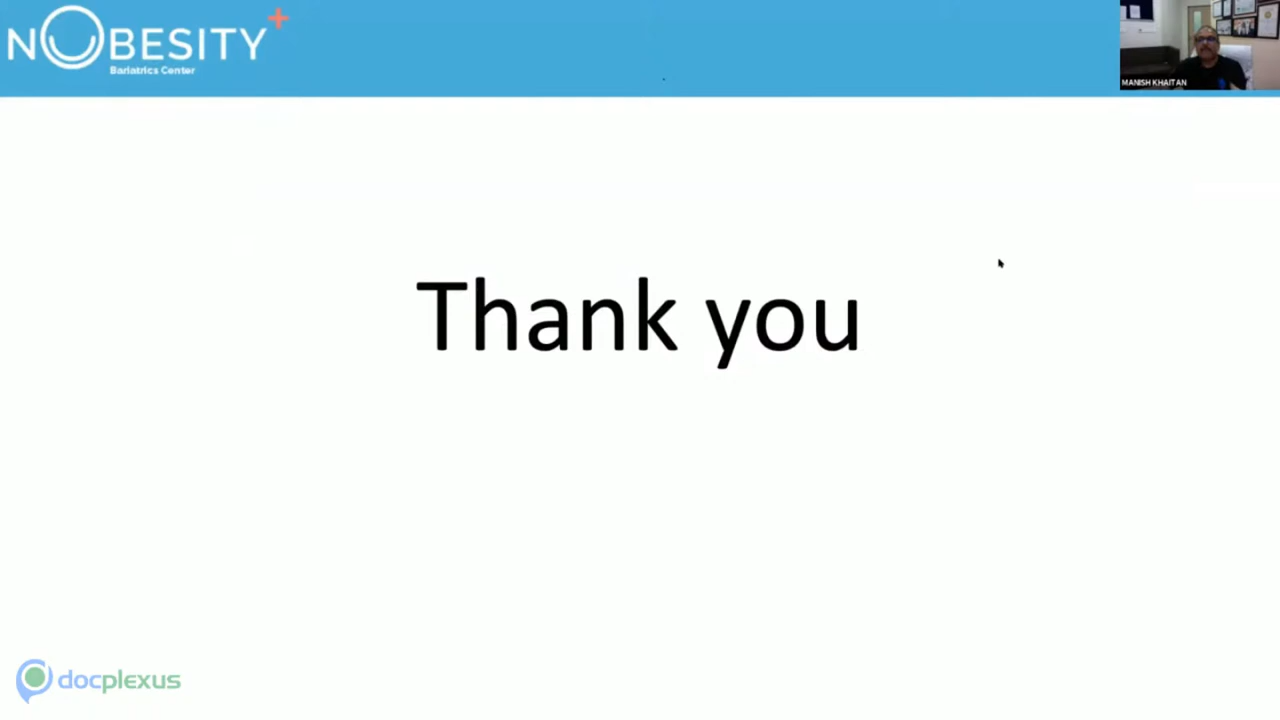 NOBESITY+
Bariatrics Center
MANISH KHAITAN
Thank you
docplexus